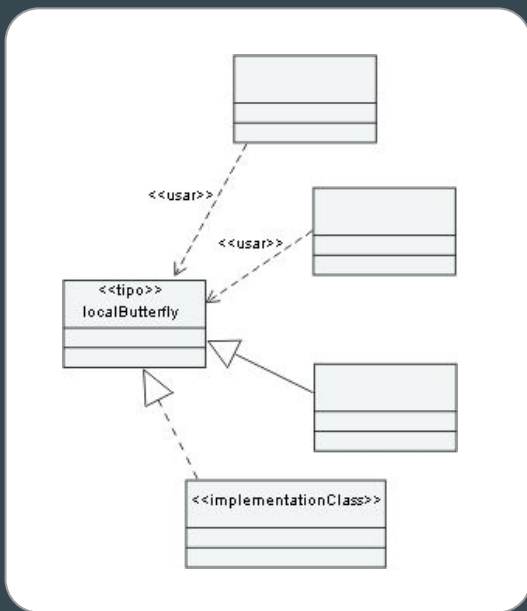 <<usar>>
<<usar>>
<<tipo>>
localButterfly
<<implementationClass>>